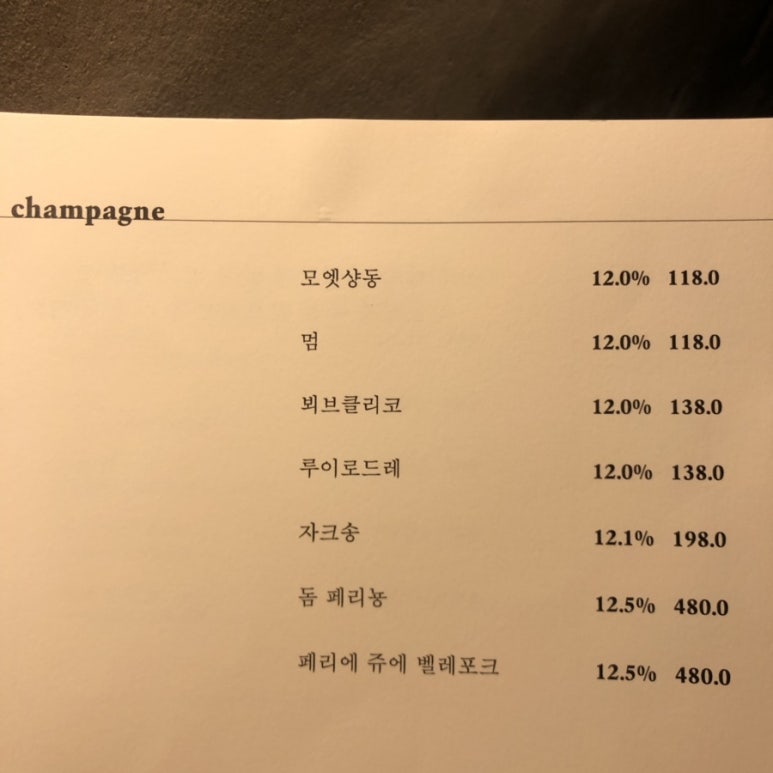 champagne
모엣샹동 12.0% 118.0
멈 12.0% 118.0
뵈브클리코 12.0% 138.0
루이로드레 12.0% 138.0
자크송 12.1% 198.0
돔 페리뇽 12.5% 480.0
페리에 쥬에 벨레포크 12.5% 480.0